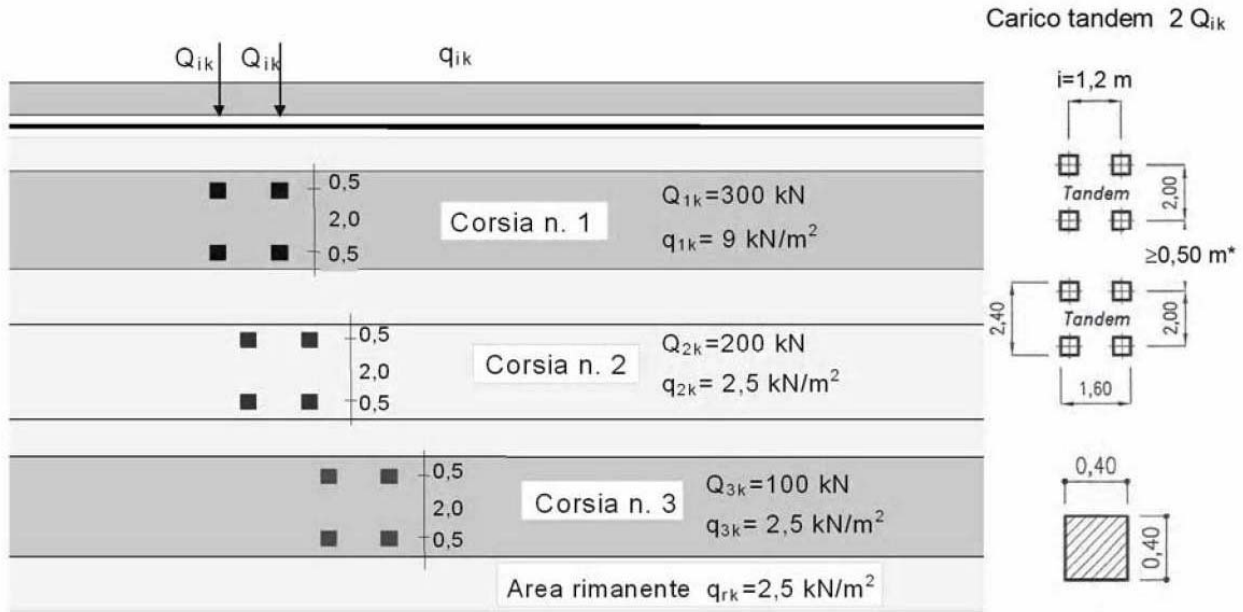 Carico tandem 2 Qik
Qik Qik qik
i=1,2 m
0,5
2,0
0,5
Corsia n. 1
Q1k=300 kN
q1k= 9 kN/m²
Tandem
2,00
≥0,50 m*
0,5
2,0
0,5
Corsia n. 2
Q2k=200 kN
q2k= 2,5 kN/m²
2,40
Tandem
2,00
1,60
0,5
2,0
0,5
Corsia n. 3
Q3k=100 kN
q3k= 2,5 kN/m²
0,40
0,40
Area rimanente qrk=2,5 kN/m²